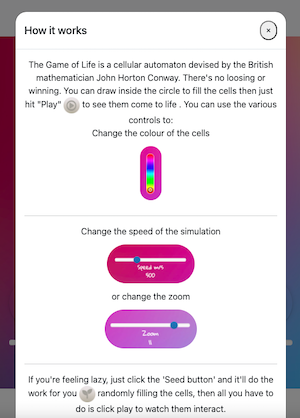 How it works
×
The Game of Life is a cellular automaton devised by the British
mathematician John Horton Conway. There's no loosing or
winning. You can draw inside the circle to fill the cells then just
hit "Play" to see them come to life . You can use the various
controls to:
Change the colour of the cells
Change the speed of the simulation
Speed m/s
900
or change the zoom
Zoom
8
If you're feeling lazy, just click the 'Seed button' and it'll do the
work for you randomly filling the cells, then all you have to
do is click play to watch them interact.